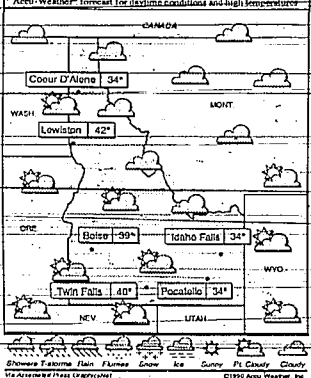 Accu-Weather® forecast for daytime conditions and high temperatures
CANADA
Coeur D'Alene 34°
WASH.
MONT.
Lewiston 42°
ORE
Boise 39°
Idaho Falls 34°
WYO.
Twin Falls 40°
Pocatello 34°
NEV.
UTAH
Showers T-storms Rain Flurries Snow Ice Sunny Pt. Cloudy Cloudy
Via Associated Press GraphicsNet
©1990 Accu-Weather, Inc.